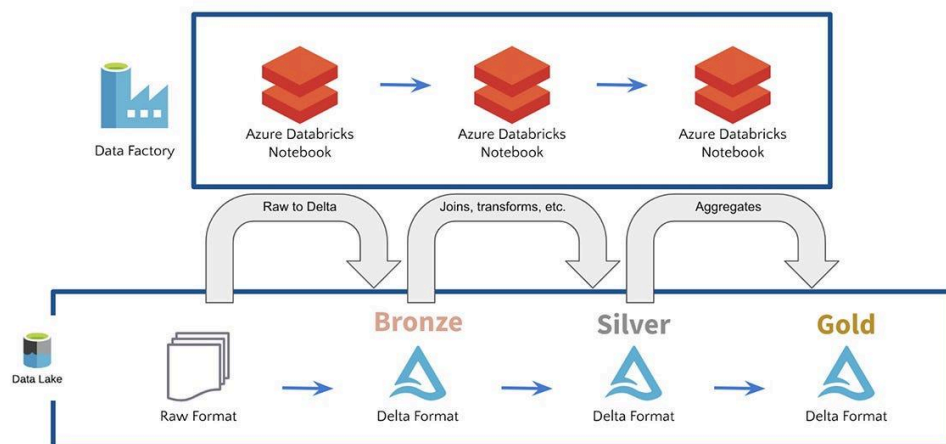 Data Factory
Azure Databricks
Notebook
Azure Databricks
Notebook
Azure Databricks
Notebook
Raw to Delta
Joins, transforms, etc.
Aggregates
Data Lake
Raw Format
Bronze
Delta Format
Silver
Delta Format
Gold
Delta Format